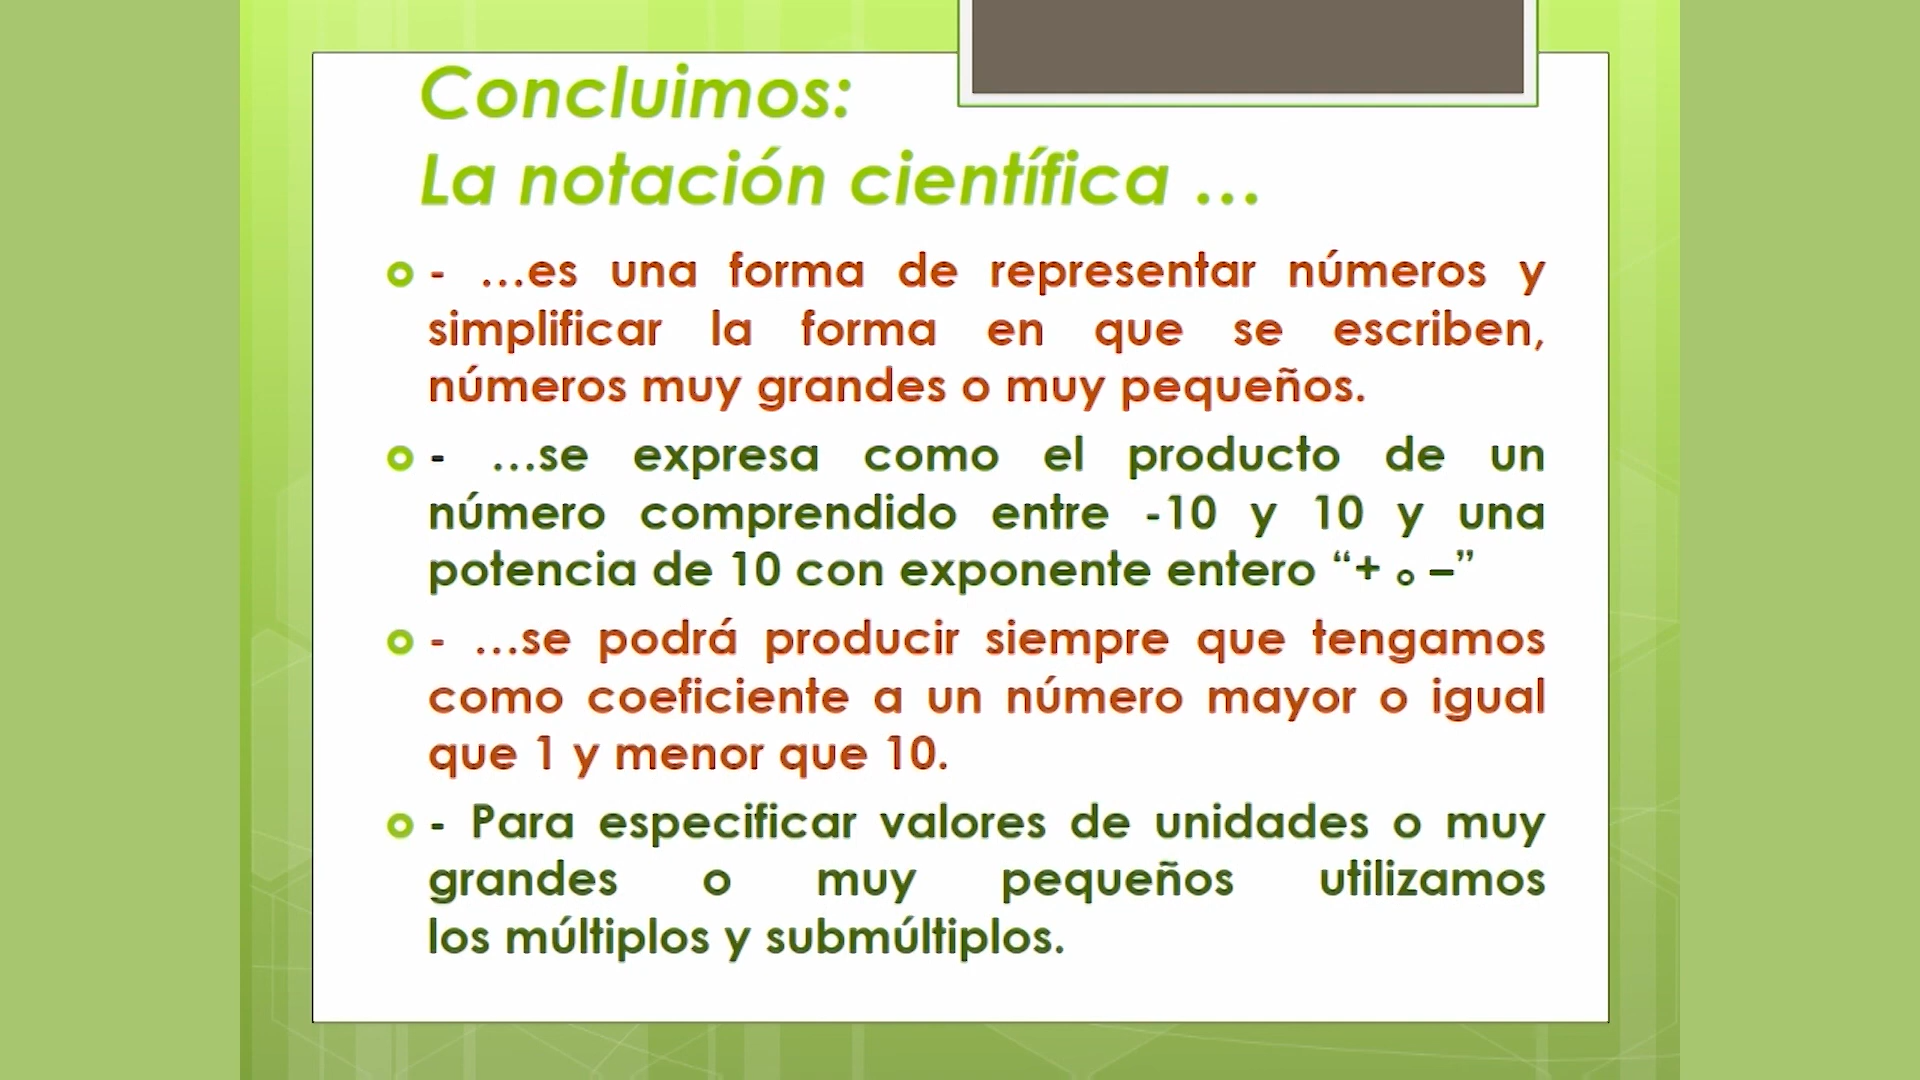 Concluimos:
La notación científica …
- …es una forma de representar números y
simplificar la forma en que se escriben,
números muy grandes o muy pequeños.
- …se expresa como el producto de un
número comprendido entre -10 y 10 y una
potencia de 10 con exponente entero “+ o –”
- …se podrá producir siempre que tengamos
como coeficiente a un número mayor o igual
que 1 y menor que 10.
- Para especificar valores de unidades o muy
grandes o muy pequeños utilizamos
los múltiplos y submúltiplos.